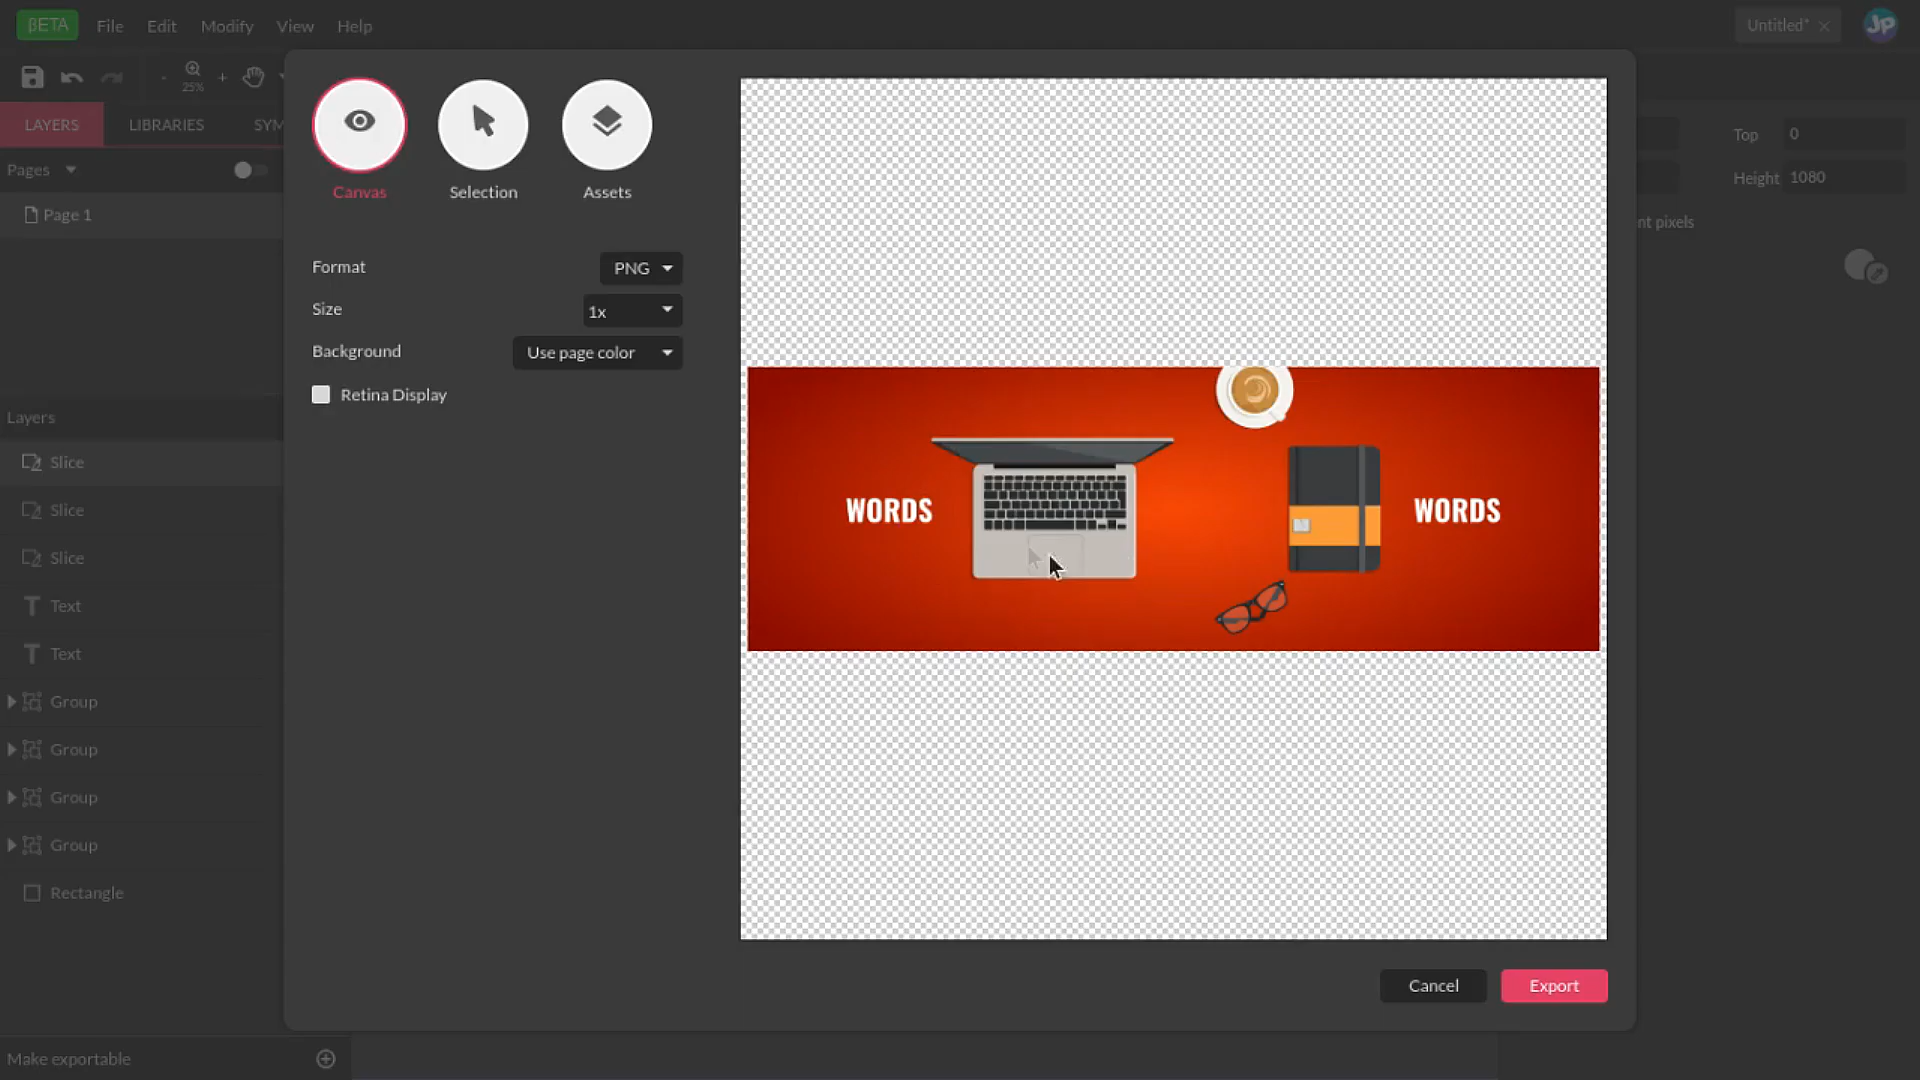 βETA File Edit Modify View Help
Untitled*
JP
25%
LAYERS LIBRARIES
Canvas Selection Assets
Top 0
Pages
Height 1080
Page 1
nt pixels
Format PNG
Size 1x
Background Use page color
Retina Display
Layers
Slice
Slice
Slice
Text
Text
Group
Group
Group
Group
Rectangle
WORDS WORDS
Cancel Export
Make exportable